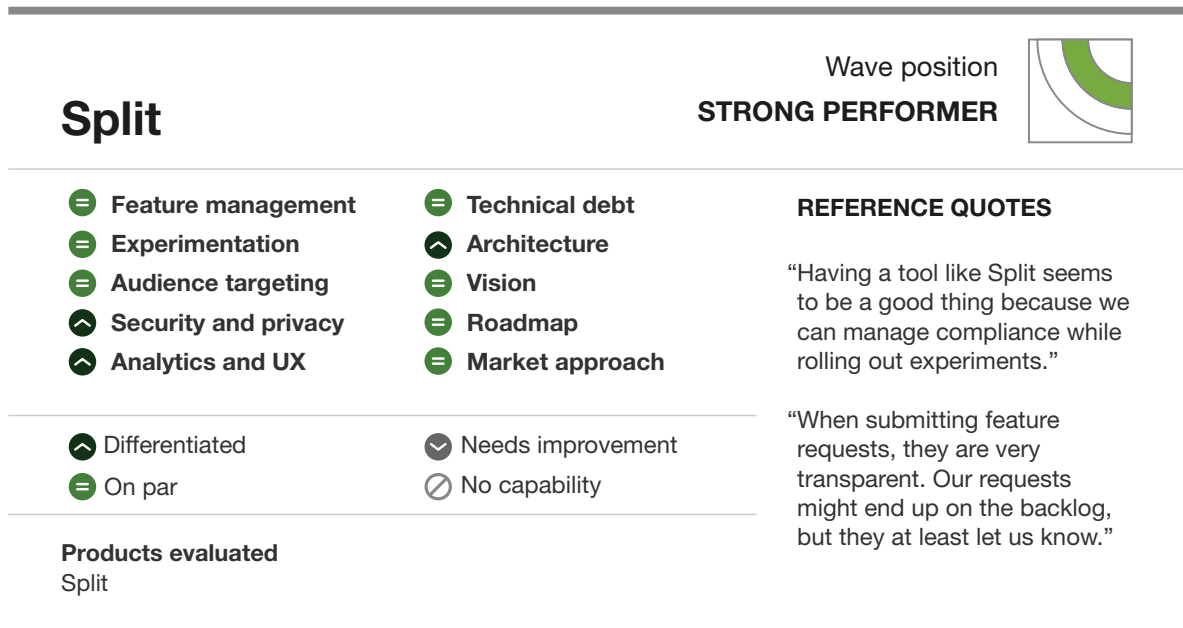 Split
Wave position
STRONG PERFORMER
Feature management
Experimentation
Audience targeting
Security and privacy
Analytics and UX
Technical debt
Architecture
Vision
Roadmap
Market approach
Differentiated
On par
Needs improvement
No capability
Products evaluated
Split
REFERENCE QUOTES
“Having a tool like Split seems
to be a good thing because we
can manage compliance while
rolling out experiments.”
“When submitting feature
requests, they are very
transparent. Our requests
might end up on the backlog,
but they at least let us know.”